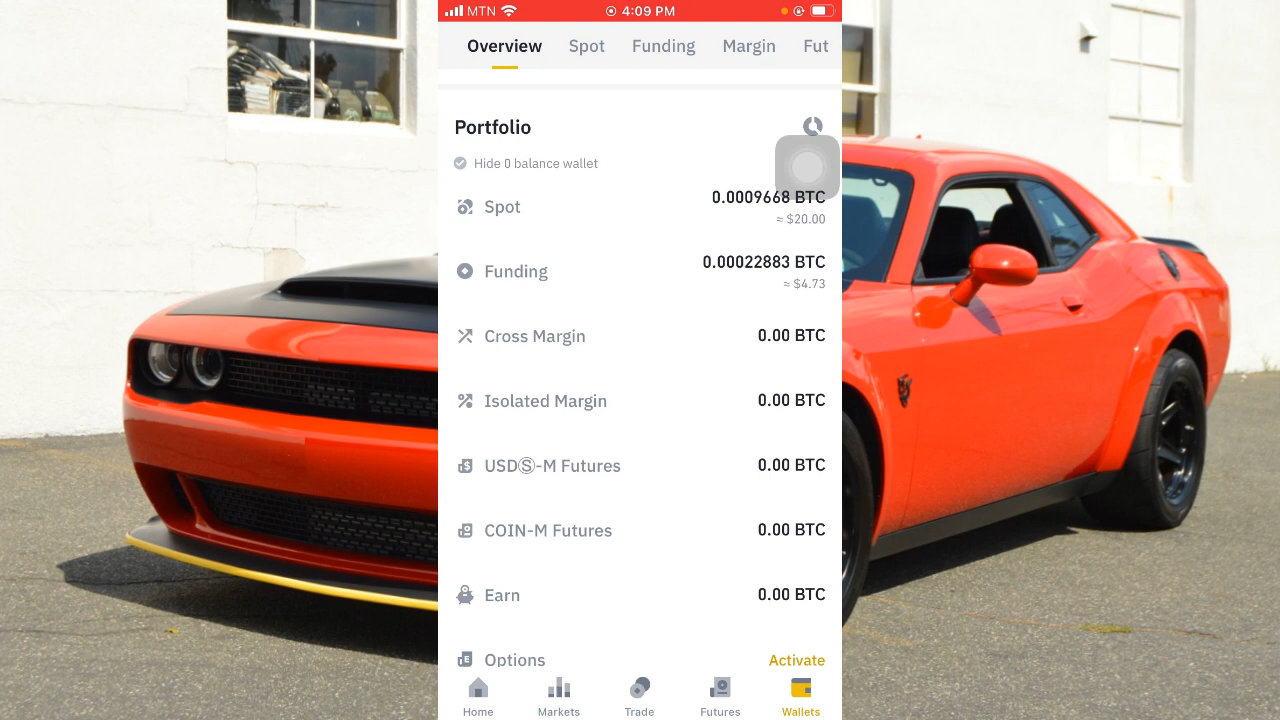 MTN 4:09 PM
Overview Spot Funding Margin Fut
Portfolio
Hide 0 balance wallet
Spot 0.0009668 BTC
≈ $20.00
Funding 0.00022883 BTC
≈ $4.73
Cross Margin 0.00 BTC
Isolated Margin 0.00 BTC
USDⓈ-M Futures 0.00 BTC
COIN-M Futures 0.00 BTC
Earn 0.00 BTC
Options Activate
Home Markets Trade Futures Wallets